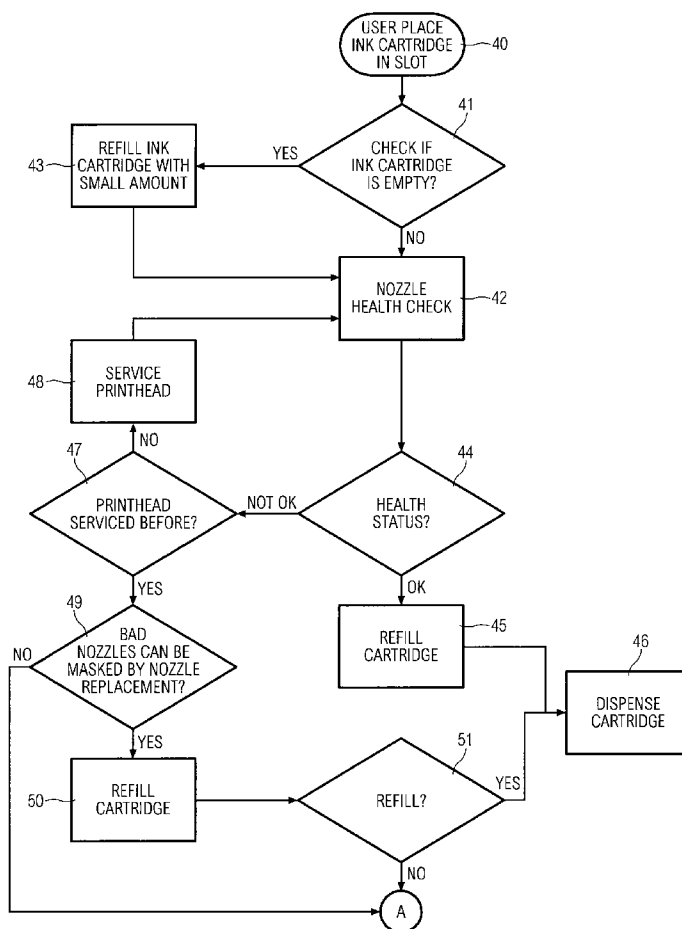 USER PLACE
INK CARTRIDGE
IN SLOT
40
41
CHECK IF
INK CARTRIDGE
IS EMPTY?
YES
NO
REFILL INK
CARTRIDGE WITH
SMALL AMOUNT
43
NOZZLE
HEALTH CHECK
42
SERVICE
PRINTHEAD
48
NO
47
PRINTHEAD
SERVICED BEFORE?
NOT OK
44
HEALTH
STATUS?
YES
OK
49
NO
BAD
NOZZLES CAN BE
MASKED BY NOZZLE
REPLACEMENT?
45
REFILL
CARTRIDGE
46
DISPENSE
CARTRIDGE
YES
50
REFILL
CARTRIDGE
51
REFILL?
YES
NO
A